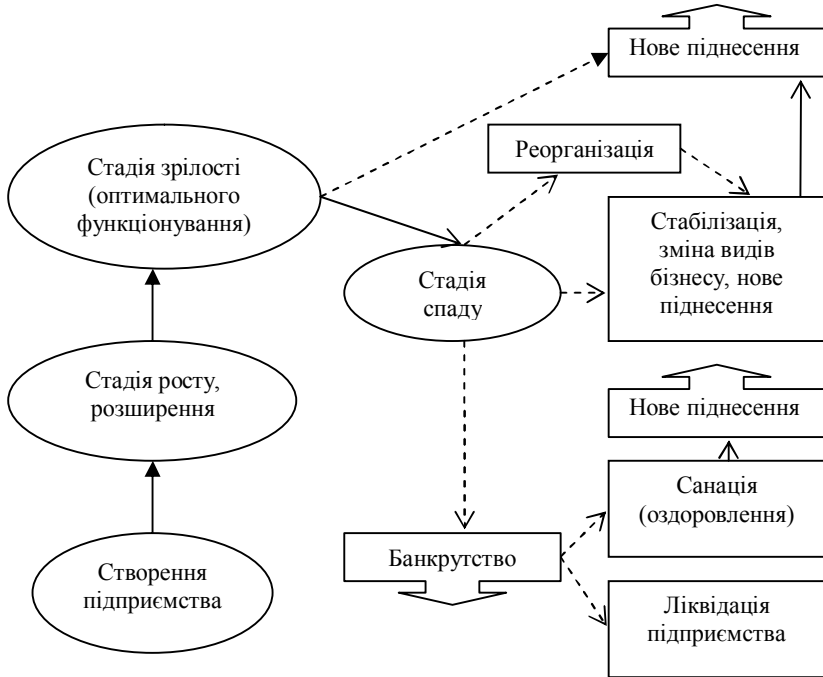 Нове піднесення
Реорганізація
Стадія зрілості
(оптимального
функціонування)
Стабілізація,
зміна видів
бізнесу, нове
піднесення
Стадія
спаду
Стадія росту,
розширення
Нове піднесення
Санація
(оздоровлення)
Банкрутство
Створення
підприємства
Ліквідація
підприємства